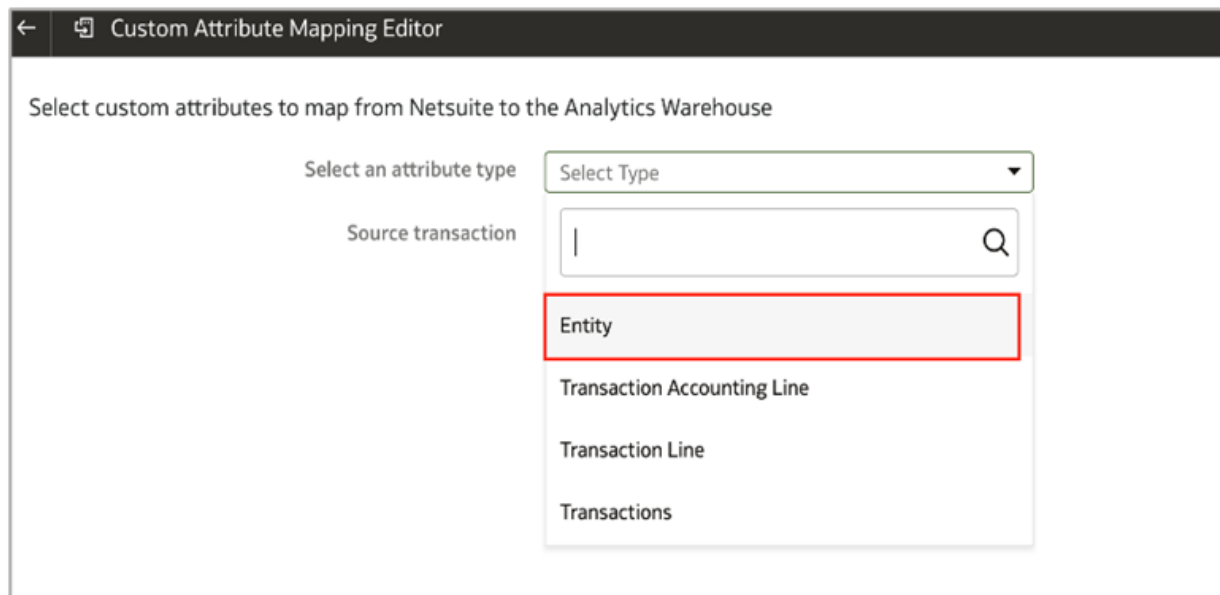 Custom Attribute Mapping Editor
Select custom attributes to map from Netsuite to the Analytics Warehouse
Select an attribute type
Select Type
Source transaction
Entity
Transaction Accounting Line
Transaction Line
Transactions